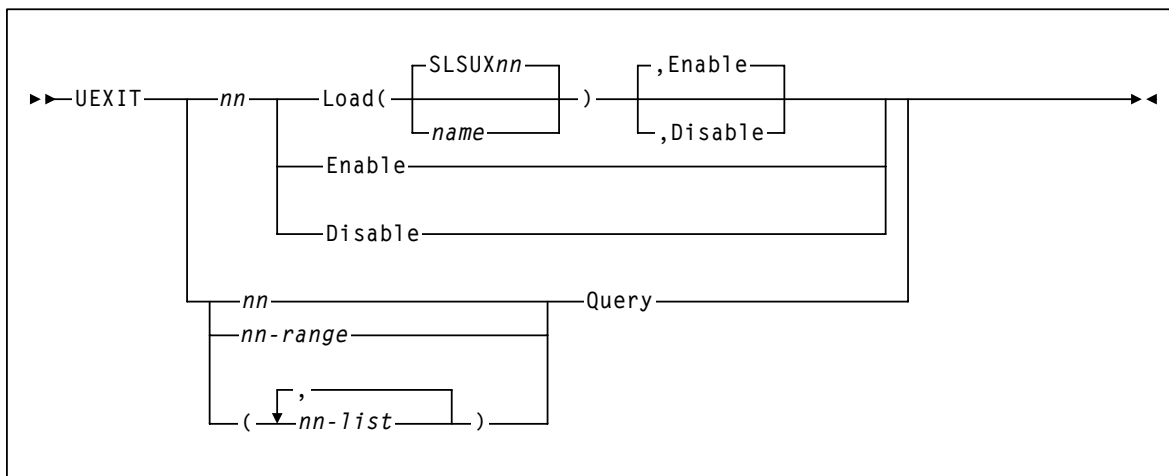 SLSUXnn ,Enable
UEXIT nn Load( )
name ,Disable
Enable
Disable
nn Query
nn-range
,
( nn-list )